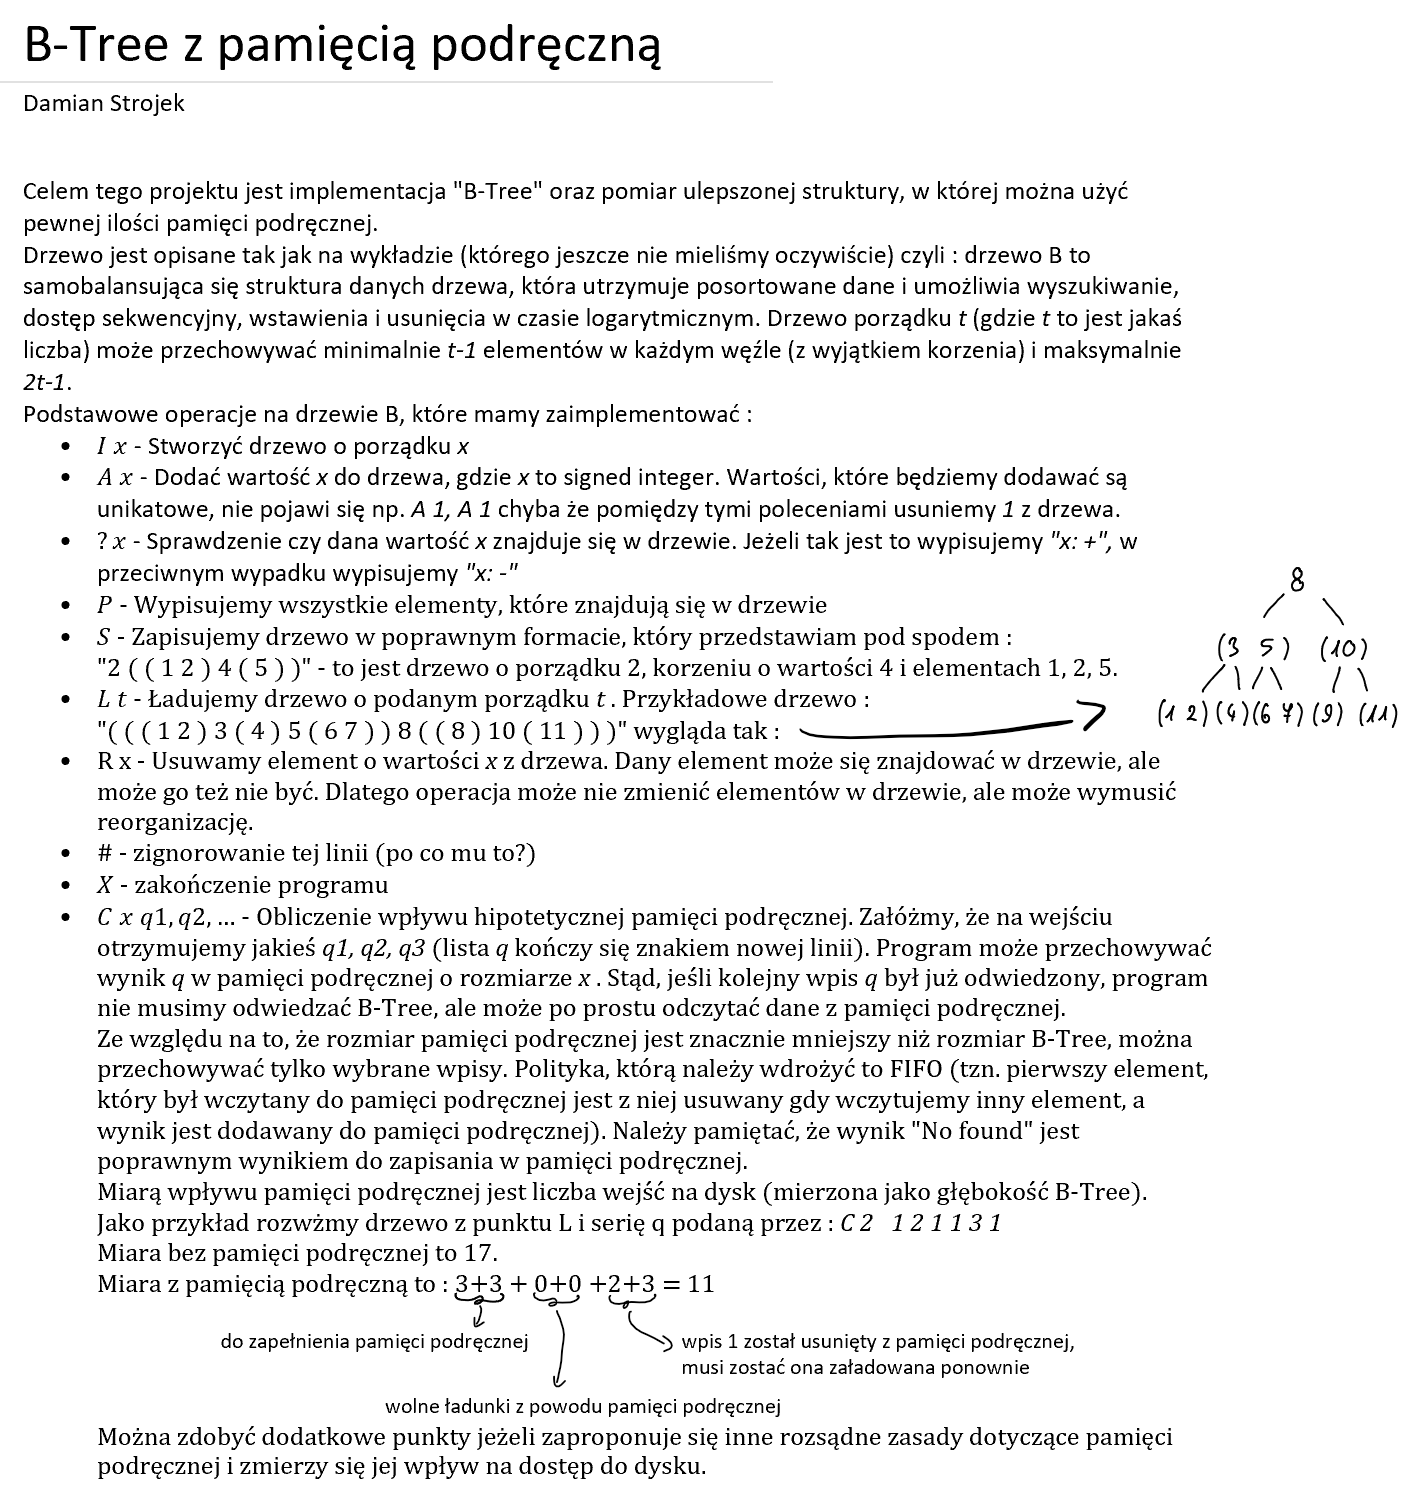 B-Tree z pamięcią podręczną
Damian Strojek
Celem tego projektu jest implementacja "B-Tree" oraz pomiar ulepszonej struktury, w której można użyć
pewnej ilości pamięci podręcznej.
Drzewo jest opisane tak jak na wykładzie (którego jeszcze nie mieliśmy oczywiście) czyli : drzewo B to
samobalansująca się struktura danych drzewa, która utrzymuje posortowane dane i umożliwia wyszukiwanie,
dostęp sekwencyjny, wstawienia i usunięcia w czasie logarytmicznym. Drzewo porządku t (gdzie t to jest jakaś
liczba) może przechowywać minimalnie t-1 elementów w każdym węźle (z wyjątkiem korzenia) i maksymalnie
2t-1.
Podstawowe operacje na drzewie B, które mamy zaimplementować :
• I x - Stworzyć drzewo o porządku x
• A x - Dodać wartość x do drzewa, gdzie x to signed integer. Wartości, które będziemy dodawać są
unikatowe, nie pojawi się np. A 1, A 1 chyba że pomiędzy tymi poleceniami usuniemy 1 z drzewa.
• ? x - Sprawdzenie czy dana wartość x znajduje się w drzewie. Jeżeli tak jest to wypisujemy "x: +", w
przeciwnym wypadku wypisujemy "x: -"
• P - Wypisujemy wszystkie elementy, które znajdują się w drzewie
• S - Zapisujemy drzewo w poprawnym formacie, który przedstawiam pod spodem :
"2 ( ( 1 2 ) 4 ( 5 ) )" - to jest drzewo o porządku 2, korzeniu o wartości 4 i elementach 1, 2, 5.
• L t - Ładujemy drzewo o podanym porządku t . Przykładowe drzewo :
"( ( ( 1 2 ) 3 ( 4 ) 5 ( 6 7 ) ) 8 ( ( 8 ) 10 ( 11 ) ) )" wygląda tak :
8
(3 5) (10)
(1 2) (4) (6 7) (9) (11)
• R x - Usuwamy element o wartości x z drzewa. Dany element może się znajdować w drzewie, ale
może go też nie być. Dlatego operacja może nie zmienić elementów w drzewie, ale może wymusić
reorganizację.
• # - zignorowanie tej linii (po co mu to?)
• X - zakończenie programu
• C x q1, q2, ... - Obliczenie wpływu hipotetycznej pamięci podręcznej. Załóżmy, że na wejściu
otrzymujemy jakieś q1, q2, q3 (lista q kończy się znakiem nowej linii). Program może przechowywać
wynik q w pamięci podręcznej o rozmiarze x . Stąd, jeśli kolejny wpis q był już odwiedzony, program
nie musimy odwiedzać B-Tree, ale może po prostu odczytać dane z pamięci podręcznej.
Ze względu na to, że rozmiar pamięci podręcznej jest znacznie mniejszy niż rozmiar B-Tree, można
przechowywać tylko wybrane wpisy. Polityka, którą należy wdrożyć to FIFO (tzn. pierwszy element,
który był wczytany do pamięci podręcznej jest z niej usuwany gdy wczytujemy inny element, a
wynik jest dodawany do pamięci podręcznej). Należy pamiętać, że wynik "No found" jest
poprawnym wynikiem do zapisania w pamięci podręcznej.
Miarą wpływu pamięci podręcznej jest liczba wejść na dysk (mierzona jako głębokość B-Tree).
Jako przykład rozwżmy drzewo z punktu L i serię q podaną przez : C 2 1 2 1 1 3 1
Miara bez pamięci podręcznej to 17.
Miara z pamięcią podręczną to : 3+3 + 0+0 +2+3 = 11
do zapełnienia pamięci podręcznej
wpis 1 został usunięty z pamięci podręcznej,
musi zostać ona załadowana ponownie
wolne ładunki z powodu pamięci podręcznej
Można zdobyć dodatkowe punkty jeżeli zaproponuje się inne rozsądne zasady dotyczące pamięci
podręcznej i zmierzy się jej wpływ na dostęp do dysku.